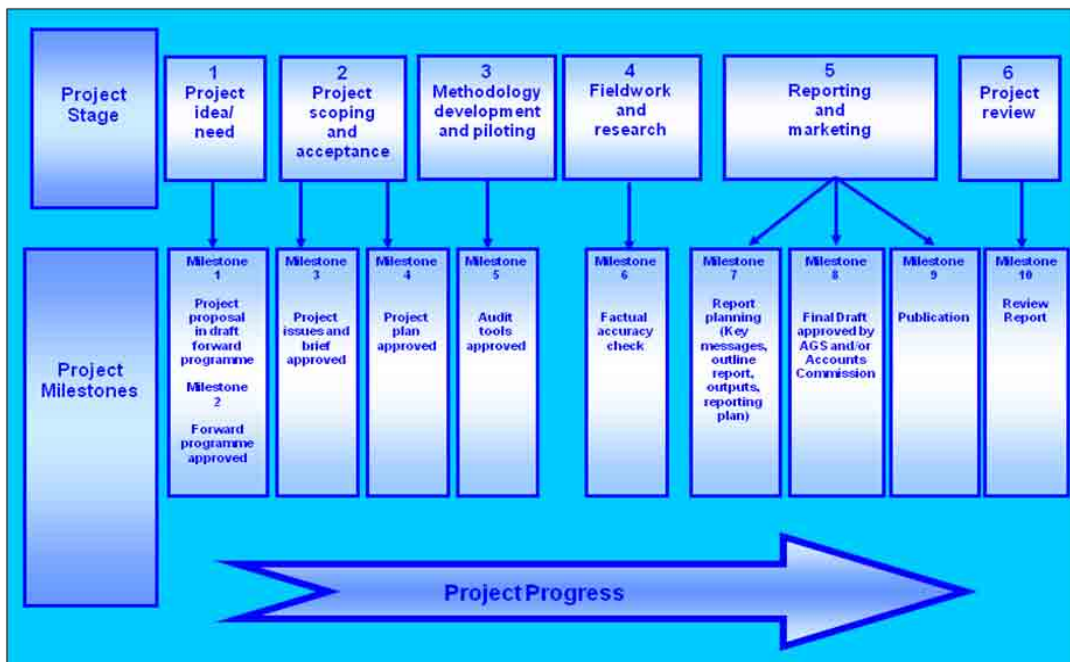 Project
Stage
1
Project
idea/
need
2
Project
scoping
and
acceptance
3
Methodology
development
and piloting
4
Fieldwork
and
research
5
Reporting
and
marketing
6
Project
review
Project
Milestones
Milestone
1
Project
proposal
in draft
forward
programme
Milestone
2
Forward
programme
approved
Milestone
3
Project
issues and
brief approved
Milestone
4
Project
plan
approved
Milestone
5
Audit
tools
approved
Milestone
6
Factual
accuracy
check
Milestone
7
Report
planning
(Key
messages,
outline
report,
outputs,
reporting
plan)
Milestone
8
Final Draft
approved by
AGS and/or
Accounts
Commission
Milestone
9
Publication
Milestone
10
Review
Report
Project Progress